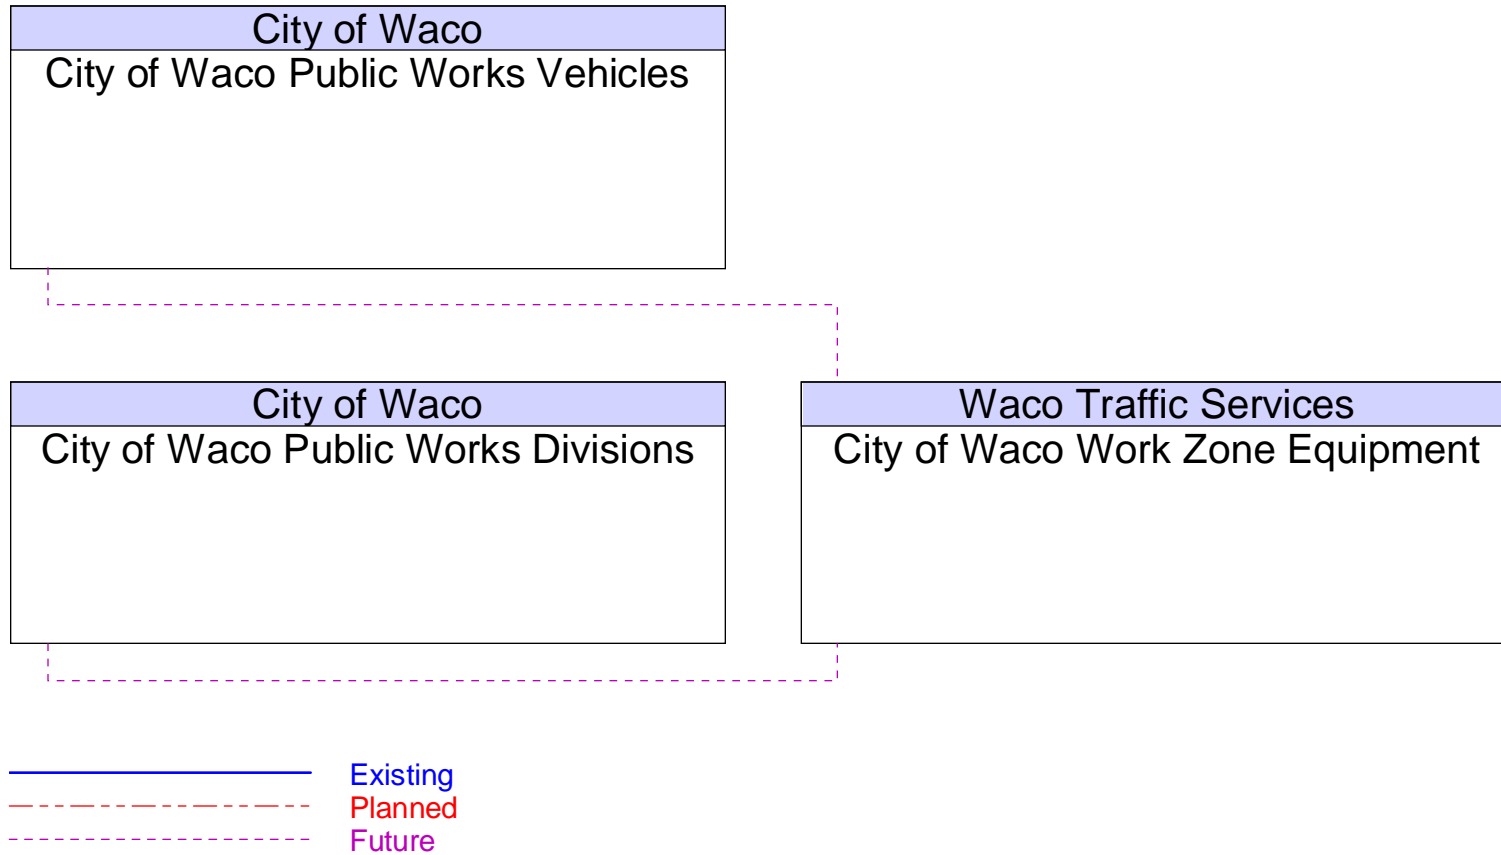 City of Waco
City of Waco Public Works Vehicles
City of Waco
City of Waco Public Works Divisions
Waco Traffic Services
City of Waco Work Zone Equipment
Existing
Planned
Future